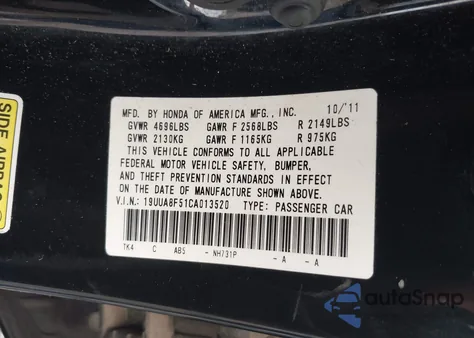 MFD. BY HONDA OF AMERICA MFG., INC. 10/'11
GVWR 4696LBS GAWR F 2568LBS R 2149LBS
GVWR 2130KG GAWR F 1165KG R 975KG
THIS VEHICLE CONFORMS TO ALL APPLICABLE
FEDERAL MOTOR VEHICLE SAFETY, BUMPER,
AND THEFT PREVENTION STANDARDS IN EFFECT
ON THE DATE OF MANUFACTURE SHOWN ABOVE.
V.I.N.: 19UUA8F51CA013520 TYPE: PASSENGER CAR
TK4 C AB5 - NH731P - A - A
SIDE AIRBAG
autoSnap